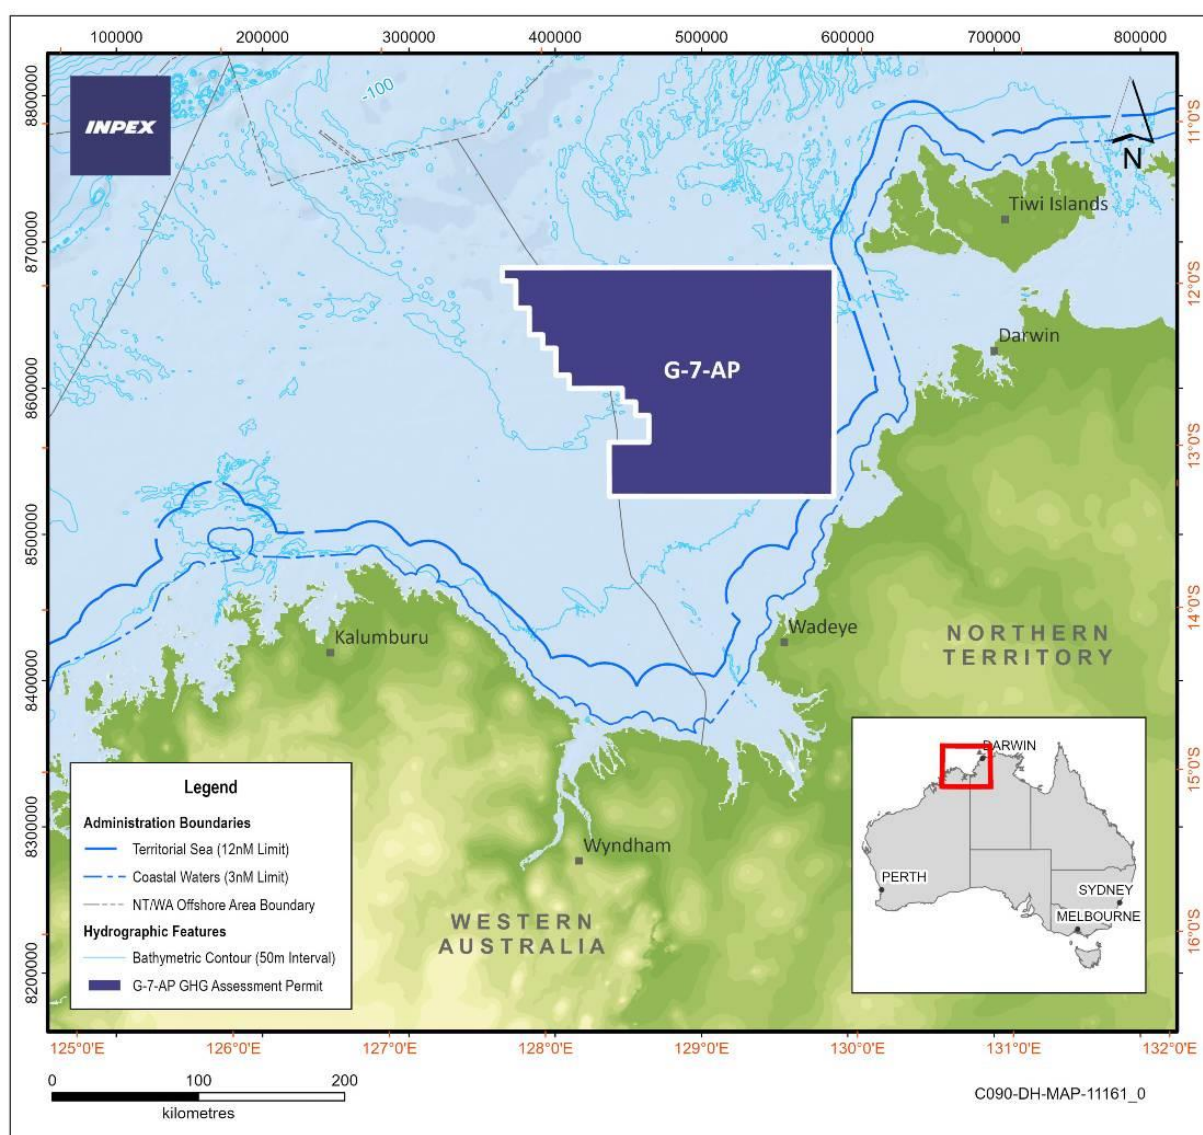 100000 200000 300000 400000 500000 600000 700000 800000
INPEX
-100
8800000
8700000
8600000
8500000
8400000
8300000
8200000
11°0'S
12°0'S
13°0'S
14°0'S
15°0'S
16°0'S
N
Tiwi Islands
Darwin
G-7-AP
Kalumburu
Wadeye
NORTHERN
TERRITORY
Wyndham
WESTERN
AUSTRALIA
Legend
Administration Boundaries
Territorial Sea (12nM Limit)
Coastal Waters (3nM Limit)
NT/WA Offshore Area Boundary
Hydrographic Features
Bathymetric Contour (50m Interval)
G-7-AP GHG Assessment Permit
DARWIN
PERTH
SYDNEY
MELBOURNE
125°0'E 126°0'E 127°0'E 128°0'E 129°0'E 130°0'E 131°0'E 132°0'E
0 100 200
kilometres
C090-DH-MAP-11161_0